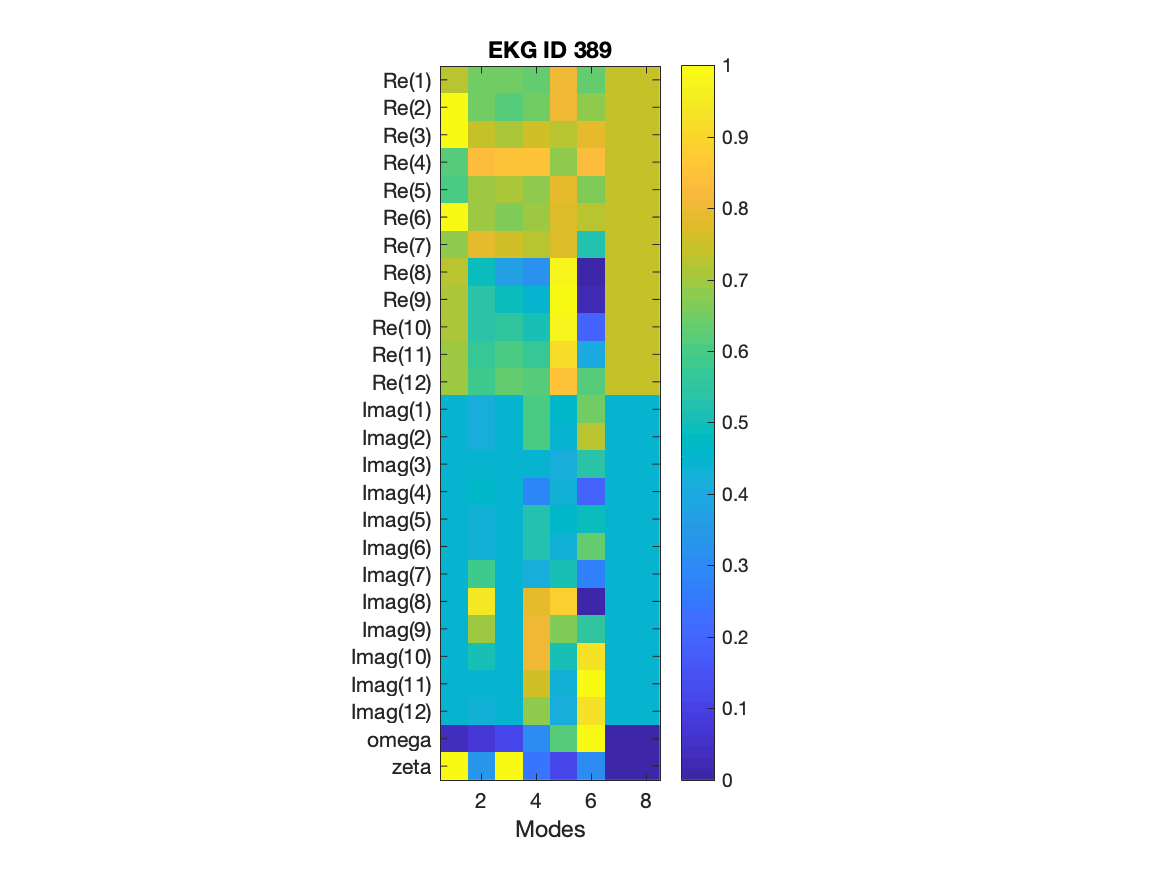 EKG ID 389
Re(1)
Re(2)
Re(3)
Re(4)
Re(5)
Re(6)
Re(7)
Re(8)
Re(9)
Re(10)
Re(11)
Re(12)
Imag(1)
Imag(2)
Imag(3)
Imag(4)
Imag(5)
Imag(6)
Imag(7)
Imag(8)
Imag(9)
Imag(10)
Imag(11)
Imag(12)
omega
zeta
2 4 6 8
Modes
1
0.9
0.8
0.7
0.6
0.5
0.4
0.3
0.2
0.1
0